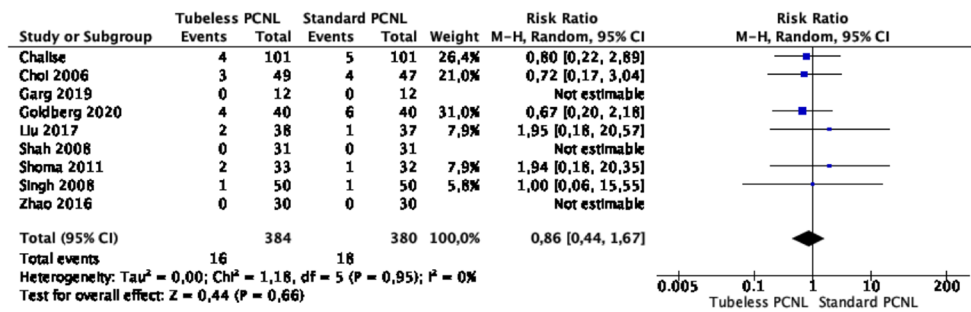 Tubeless PCNL Standard PCNL Risk Ratio Risk Ratio
Study or Subgroup Events Total Events Total Weight M-H, Random, 95% CI M-H, Random, 95% CI
Chalise 4 101 5 101 26,4% 0,80 [0,22, 2,89]
Choi 2006 3 49 4 47 21,0% 0,72 [0,17, 3,04]
Garg 2019 0 12 0 12 Not estimable
Goldberg 2020 4 40 6 40 31,0% 0,67 [0,20, 2,18]
Liu 2017 2 38 1 37 7,9% 1,95 [0,18, 20,57]
Shah 2008 0 31 0 31 Not estimable
Shoma 2011 2 33 1 32 7,9% 1,94 [0,18, 20,35]
Singh 2008 1 50 1 50 5,8% 1,00 [0,06, 15,55]
Zhao 2016 0 30 0 30 Not estimable
Total (95% CI) 384 380 100,0% 0,86 [0,44, 1,67]
Total events 16 18
Heterogeneity: Tau² = 0,00; Chi² = 1,18, df = 5 (P = 0,95); I² = 0%
Test for overall effect: Z = 0,44 (P = 0,66)
0.005 0.1 1 10 200
Tubeless PCNL Standard PCNL